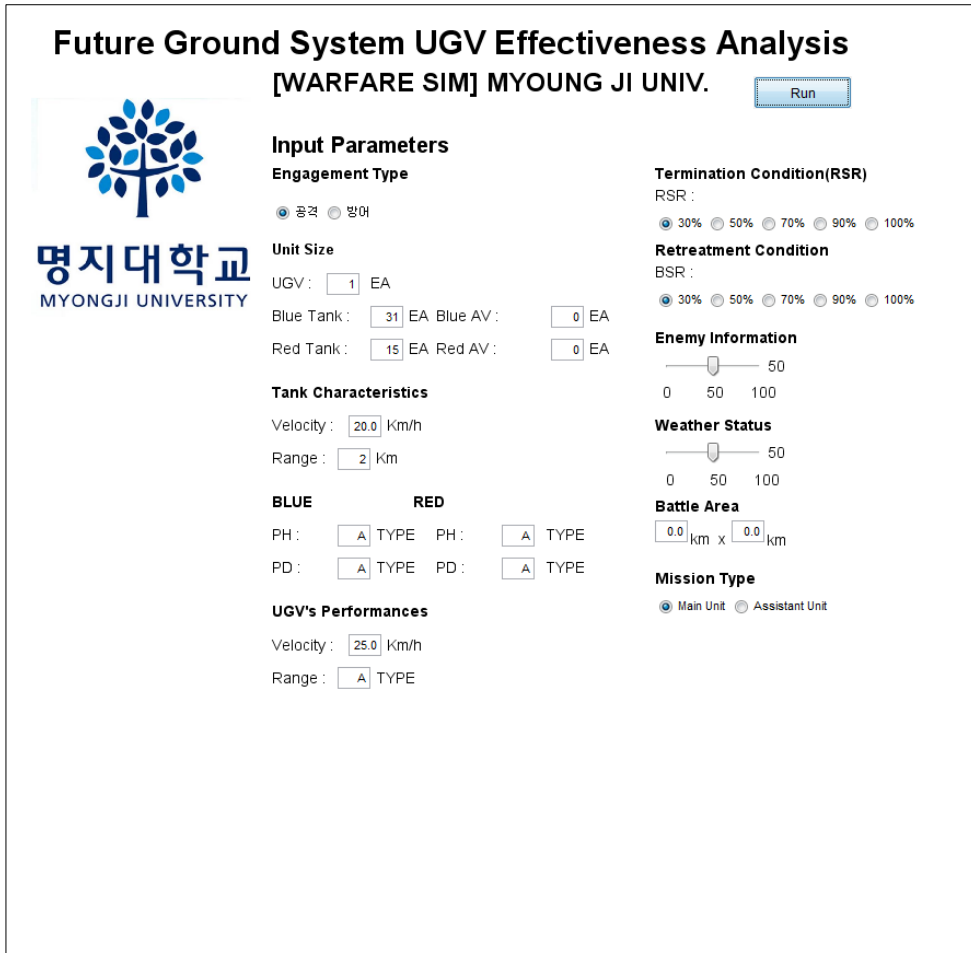 Future Ground System UGV Effectiveness Analysis
[WARFARE SIM] MYOUNG JI UNIV.
Run
명지대학교
MYONGJI UNIVERSITY
Input Parameters
Engagement Type
공격 방어
Unit Size
UGV : 1 EA
Blue Tank : 31 EA Blue AV : 0 EA
Red Tank : 15 EA Red AV : 0 EA
Tank Characteristics
Velocity : 20.0 Km/h
Range : 2 Km
BLUE RED
PH : A TYPE PH : A TYPE
PD : A TYPE PD : A TYPE
UGV's Performances
Velocity : 25.0 Km/h
Range : A TYPE
Termination Condition(RSR)
RSR :
30% 50% 70% 90% 100%
Retreatment Condition
BSR :
30% 50% 70% 90% 100%
Enemy Information
50
0 50 100
Weather Status
50
0 50 100
Battle Area
0.0 km x 0.0 km
Mission Type
Main Unit Assistant Unit